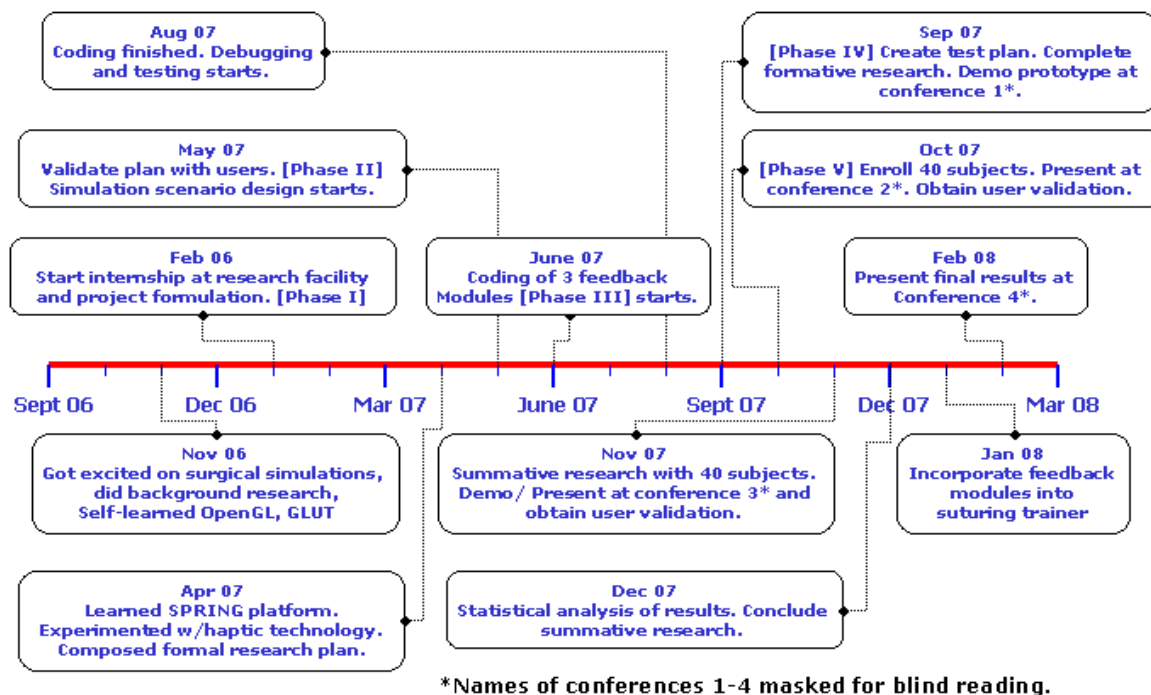 Aug 07
Coding finished. Debugging
and testing starts.
Sep 07
[Phase IV] Create test plan. Complete
formative research. Demo prototype at
conference 1*.
May 07
Validate plan with users. [Phase II]
Simulation scenario design starts.
Oct 07
[Phase V] Enroll 40 subjects. Present at
conference 2*. Obtain user validation.
Feb 06
Start internship at research facility
and project formulation. [Phase I]
June 07
Coding of 3 feedback
Modules [Phase III] starts.
Feb 08
Present final results at
Conference 4*.
Sept 06
Dec 06
Mar 07
June 07
Sept 07
Dec 07
Mar 08
Nov 06
Got excited on surgical simulations,
did background research,
Self-learned OpenGL, GLUT
Nov 07
Summative research with 40 subjects.
Demo/ Present at conference 3* and
obtain user validation.
Jan 08
Incorporate feedback
modules into
suturing trainer
Apr 07
Learned SPRING platform.
Experimented w/haptic technology.
Composed formal research plan.
Dec 07
Statistical analysis of results. Conclude
summative research.
*Names of conferences 1-4 masked for blind reading.